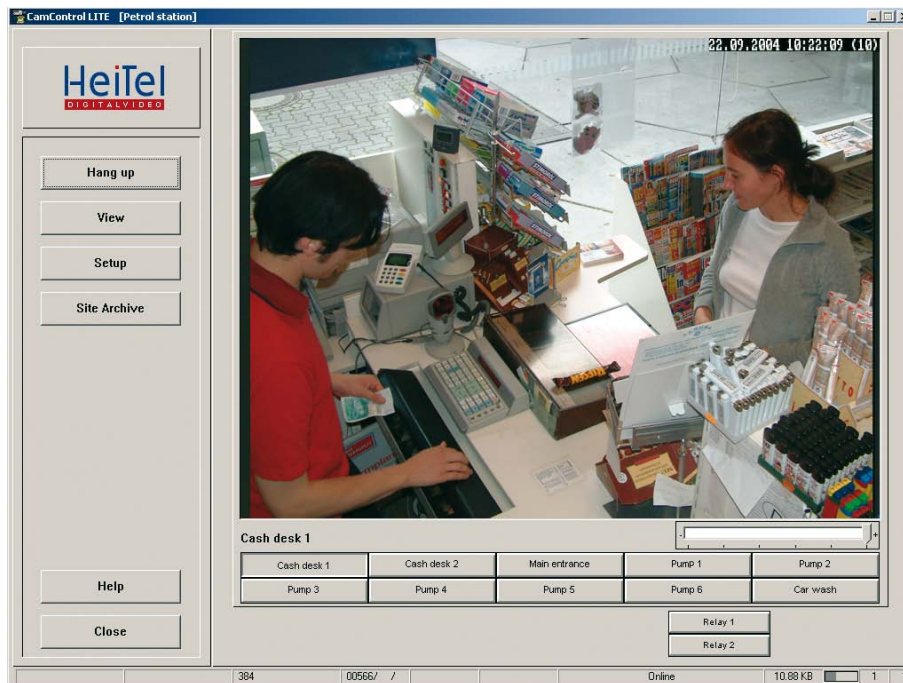 CamControl LITE [Petrol station]
HeiTel
DIGITALVIDEO
Hang up
View
Setup
Site Archive
Help
Close
22.09.2004 10:22:09 (10)
Cash desk 1
- +
Cash desk 1 Cash desk 2 Main entrance Pump 1 Pump 2
Pump 3 Pump 4 Pump 5 Pump 6 Car wash
Relay 1
Relay 2
384 00566/ / Online 10.88 KB 1